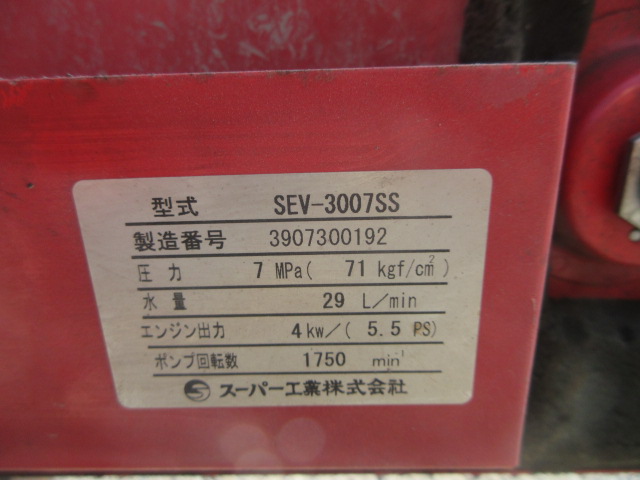 型式 SEV-3007SS
製造番号 3907300192
圧力 7 MPa( 71 kgf/cm²)
水量 29 L/min
エンジン出力 4kw/( 5.5 PS)
ポンプ回転数 1750 min⁻¹
スーパー工業株式会社